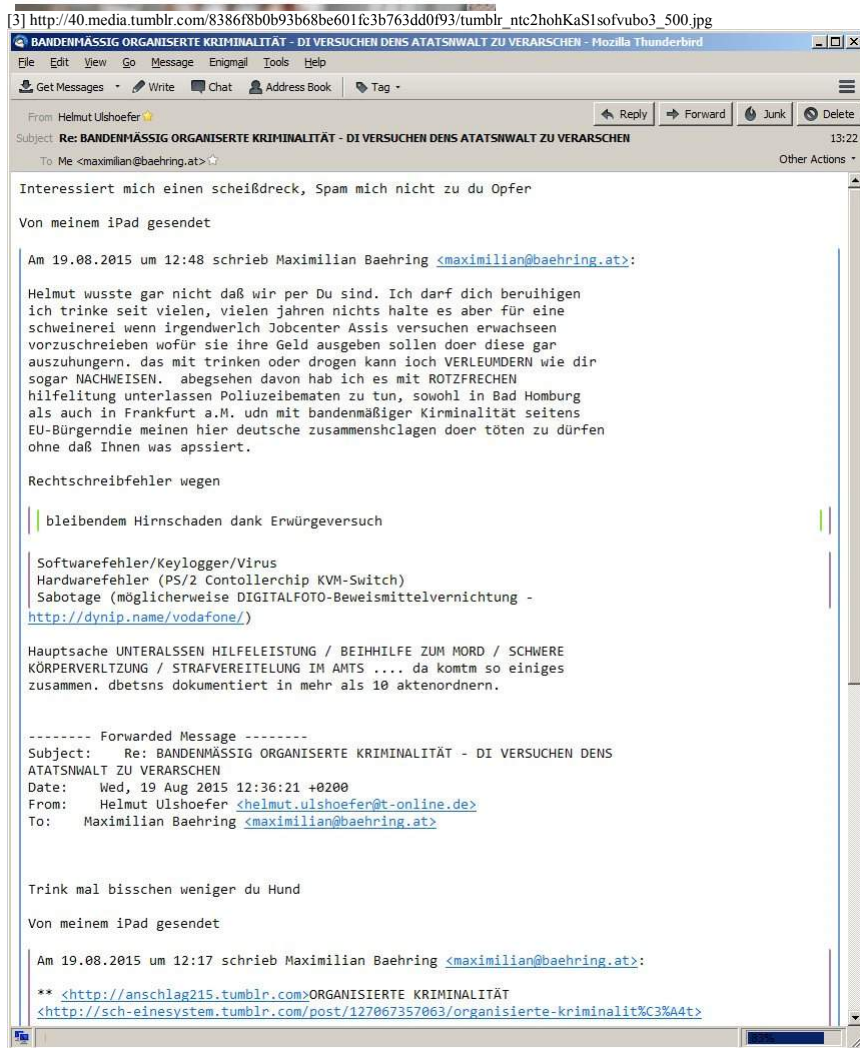 [3] http://40.media.tumblr.com/8386f8b0b93b68be601fc3b763dd0f93/tumblr_ntc2hohKaS1sofvubo3_500.jpg
BANDENMÄSSIG ORGANISERTE KRIMINALITÄT - DI VERSUCHEN DENS ATATSNWALT ZU VERARSCHEN - Mozilla Thunderbird
File Edit View Go Message Enigmail Tools Help
Get Messages Write Chat Address Book Tag
From Helmut Ulshoefer Reply Forward Junk Delete
Subject Re: BANDENMÄSSIG ORGANISERTE KRIMINALITÄT - DI VERSUCHEN DENS ATATSNWALT ZU VERARSCHEN 13:22
To Me <maximilian@baehring.at> Other Actions
Interessiert mich einen scheißdreck, Spam mich nicht zu du Opfer
Von meinem iPad gesendet
Am 19.08.2015 um 12:48 schrieb Maximilian Baehring <maximilian@baehring.at>:
Helmut wusste gar nicht daß wir per Du sind. Ich darf dich beruihigen
ich trinke seit vielen, vielen jahren nichts halte es aber für eine
schweinerei wenn irgendwerlch Jobcenter Assis versuchen erwachseen
vorzuschreieben wofür sie ihre Geld ausgeben sollen doer diese gar
auszuhungern. das mit trinken oder drogen kann ioch VERLEUMDERN wie dir
sogar NACHWEISEN. abegsehen davon hab ich es mit ROTZFRECHEN
hilfelitung unterlassen Poliuzeibematen zu tun, sowohl in Bad Homburg
als auch in Frankfurt a.M. udn mit bandenmäßiger Kirminalität seitens
EU-Bürgerndie meinen hier deutsche zusammenshclagen doer töten zu dürfen
ohne daß Ihnen was apssiert.
Rechtschreibfehler wegen
bleibendem Hirnschaden dank Erwürgeversuch
Softwarefehler/Keylogger/Virus
Hardwarefehler (PS/2 Contollerchip KVM-Switch)
Sabotage (möglicherweise DIGITALFOTO-Beweismittelvernichtung -
http://dynip.name/vodafone/)
Hauptsache UNTERALSSEN HILFELEISTUNG / BEIHHILFE ZUM MORD / SCHWERE
KÖRPERVERLTZUNG / STRAFVEREITELUNG IM AMTS .... da komtm so einiges
zusammen. dbetsns dokumentiert in mehr als 10 aktenordnern.
-------- Forwarded Message --------
Subject: Re: BANDENMÄSSIG ORGANISERTE KRIMINALITÄT - DI VERSUCHEN DENS
ATATSNWALT ZU VERARSCHEN
Date: Wed, 19 Aug 2015 12:36:21 +0200
From: Helmut Ulshoefer <helmut.ulshoefer@t-online.de>
To: Maximilian Baehring <maximilian@baehring.at>
Trink mal bisschen weniger du Hund
Von meinem iPad gesendet
Am 19.08.2015 um 12:17 schrieb Maximilian Baehring <maximilian@baehring.at>:
** <http://anschlag215.tumblr.com>ORGANISIERTE KRIMINALITÄT
<http://sch-einesystem.tumblr.com/post/127067357063/organisierte-kriminalit%C3%A4t>